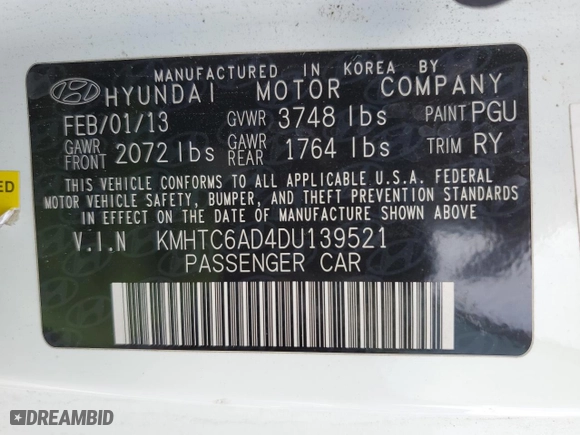 MANUFACTURED IN KOREA BY
HYUNDAI MOTOR COMPANY
FEB/01/13 GVWR 3748 lbs PAINT PGU
GAWR FRONT 2072 lbs GAWR REAR 1764 lbs TRIM RY
THIS VEHICLE CONFORMS TO ALL APPLICABLE U.S.A. FEDERAL
MOTOR VEHICLE SAFETY, BUMPER, AND THEFT PREVENTION STANDARDS
IN EFFECT ON THE DATE OF MANUFACTURE SHOWN ABOVE
V.I.N KMHTC6AD4DU139521
PASSENGER CAR
DREAMBID